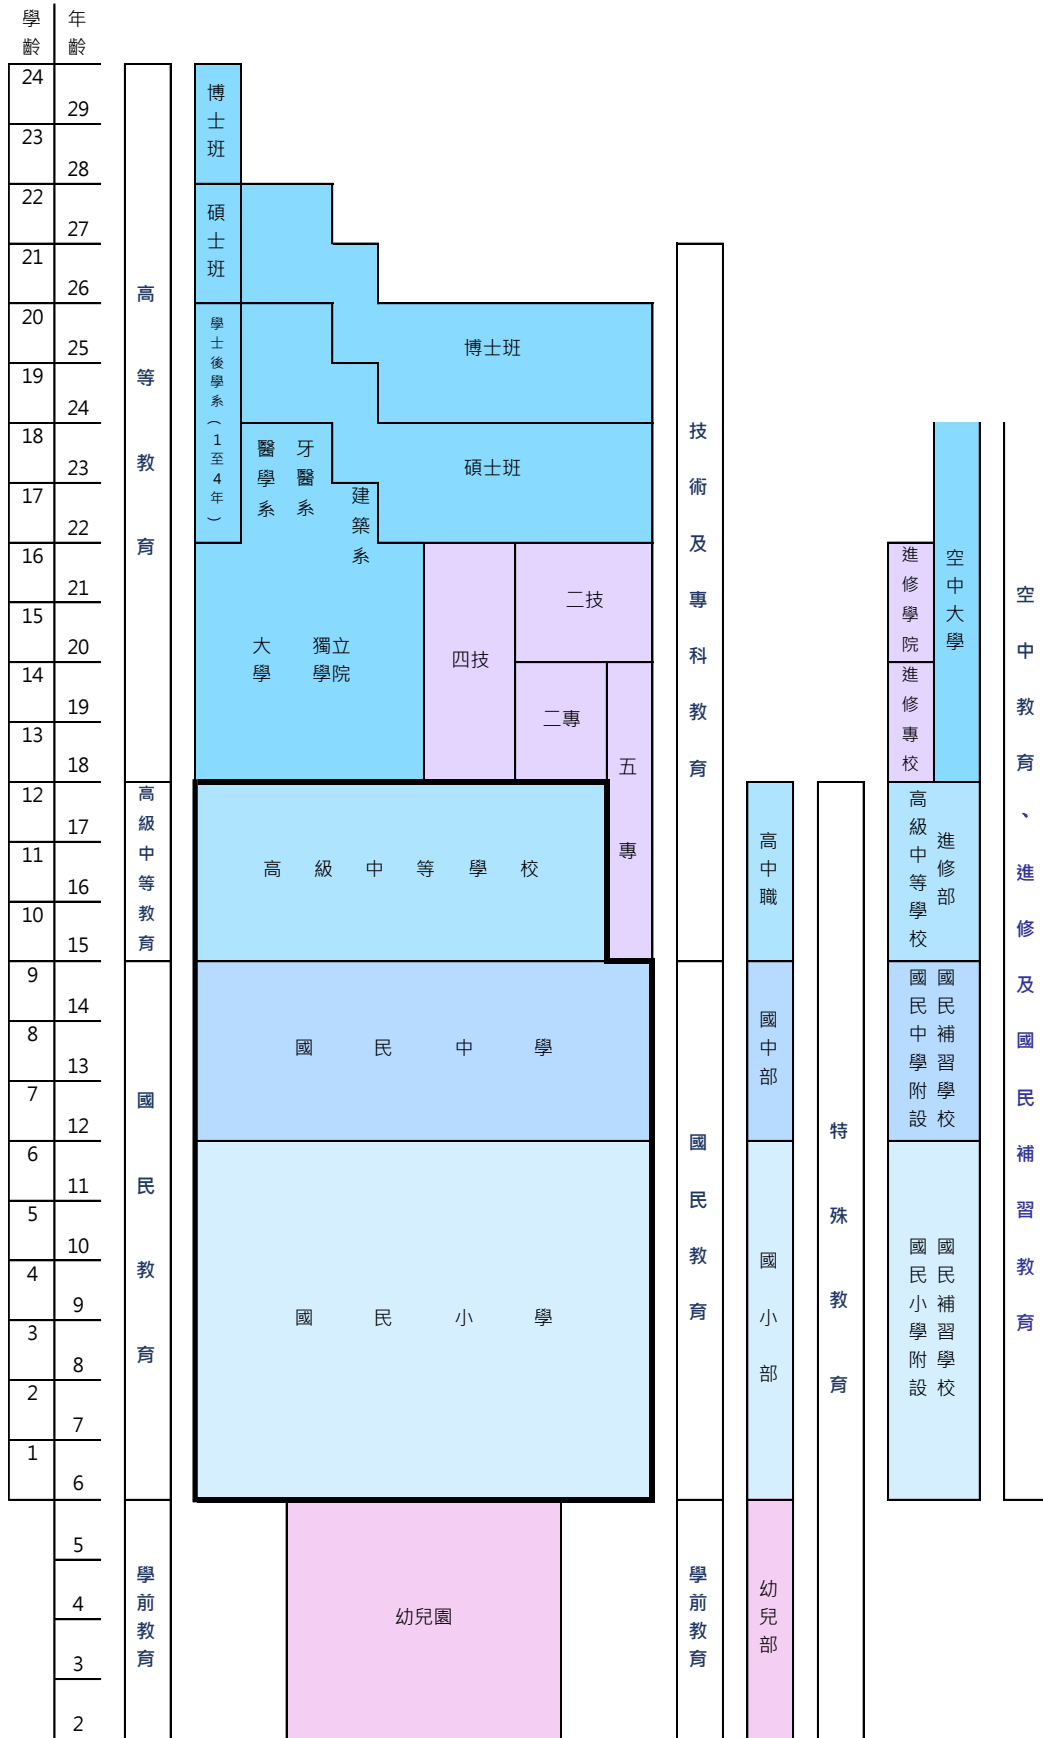 學齡
年齡
24
29
23
28
22
27
21
26
20
25
19
24
18
23
17
22
16
21
15
20
14
19
13
18
12
17
11
16
10
15
9
14
8
13
7
12
6
11
5
10
4
9
3
8
2
7
1
6
5
4
3
2
高等教育
高級中等教育
國民教育
學前教育
博士班
碩士班
學士後學系(1至4年)
醫學系
牙醫系
建築系
大學
獨立
學院
博士班
碩士班
四技
二技
二專
五專
高級中等學校
國民中學
國民小學
幼兒園
技術及專科教育
國民教育
學前教育
高中職
國中部
國小部
幼兒部
特殊教育
進修學院
進修專校
空中大學
高級中等學校
進修部
國民中學附設
國民補習學校
國民小學附設
國民補習學校
空中教育、進修及國民補習教育